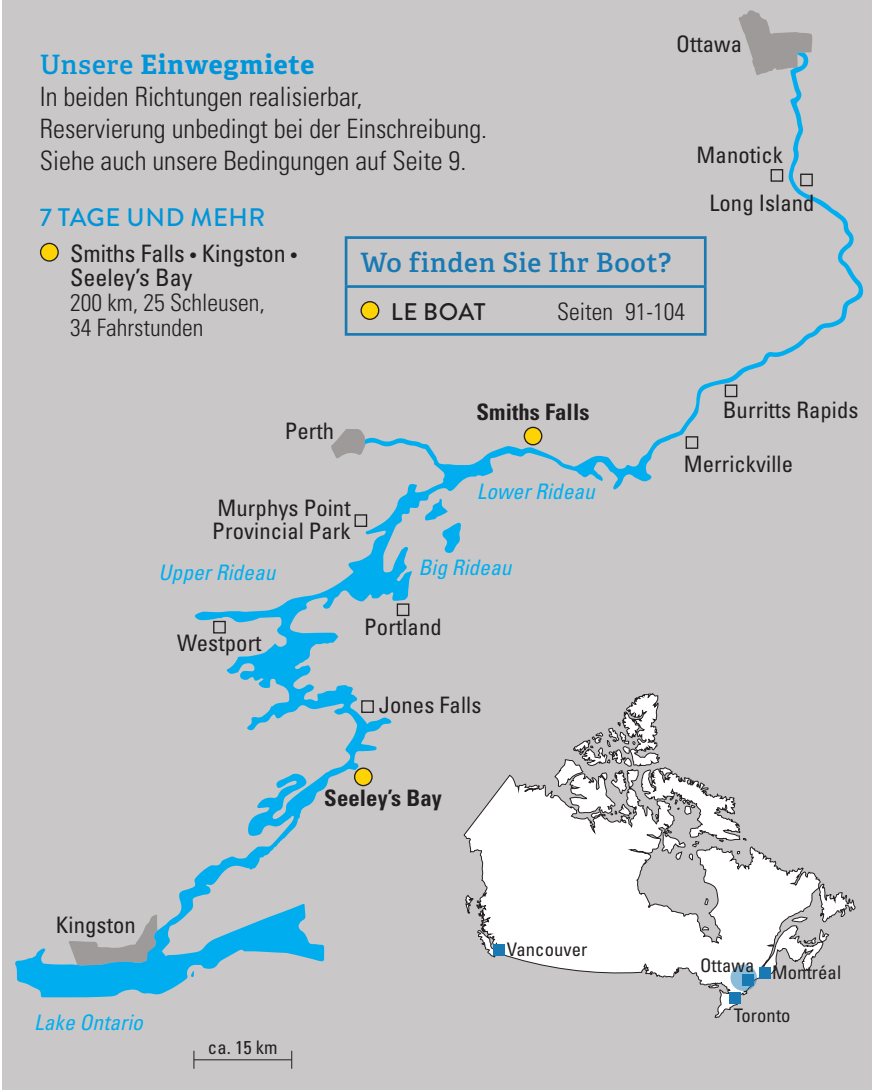 Unsere Einwegmiete
In beiden Richtungen realisierbar,
Reservierung unbedingt bei der Einschreibung.
Siehe auch unsere Bedingungen auf Seite 9.
7 TAGE UND MEHR
Smiths Falls • Kingston •
Seeley's Bay
200 km, 25 Schleusen,
34 Fahrstunden
Wo finden Sie Ihr Boot?
LE BOAT Seiten 91-104
Ottawa
Manotick
Long Island
Burritts Rapids
Merrickville
Smiths Falls
Perth
Lower Rideau
Murphys Point
Provincial Park
Upper Rideau
Big Rideau
Portland
Westport
Jones Falls
Seeley's Bay
Kingston
Lake Ontario
ca. 15 km
Vancouver
Ottawa
Montréal
Toronto